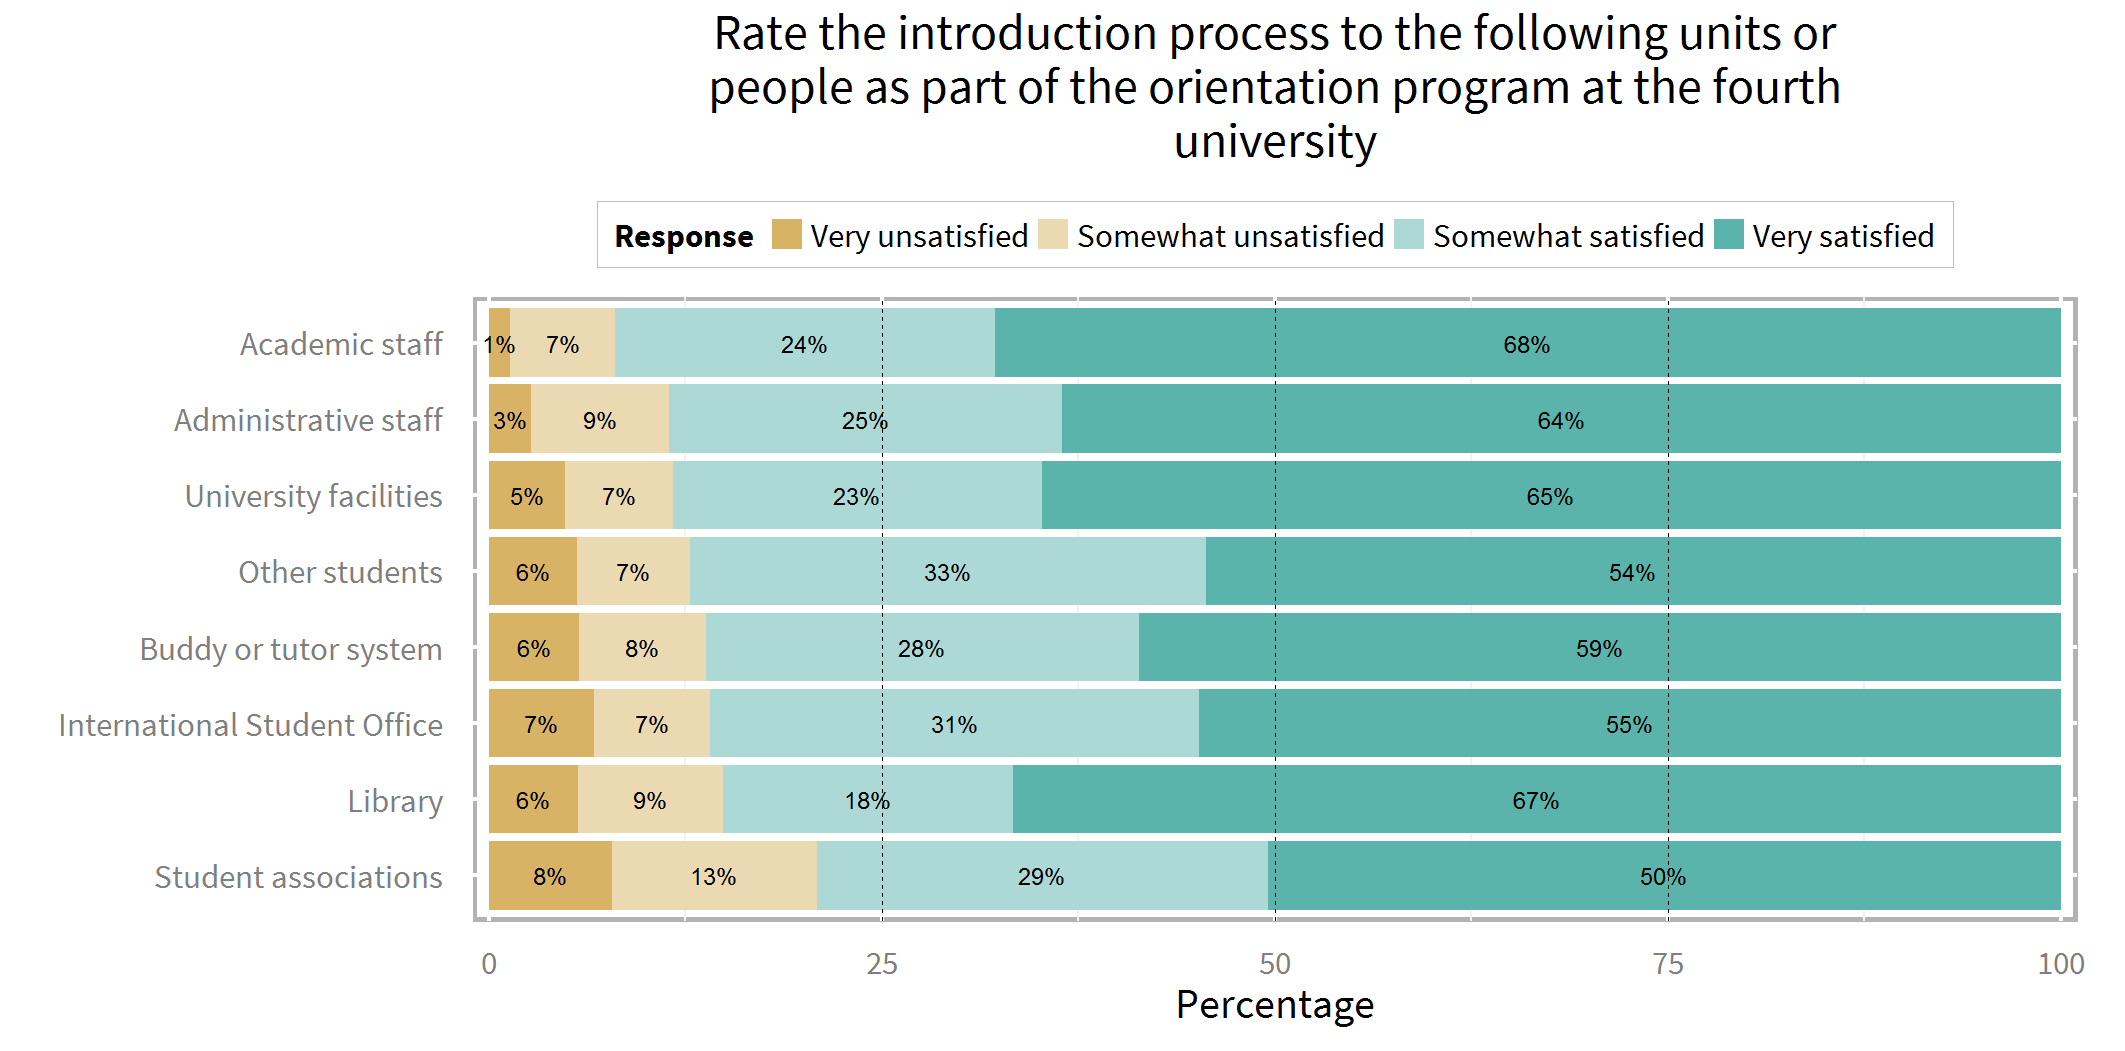 Rate the introduction process to the following units or
people as part of the orientation program at the fourth
university
Response Very unsatisfied Somewhat unsatisfied Somewhat satisfied Very satisfied
Academic staff 1% 7% 24% 68%
Administrative staff 3% 9% 25% 64%
University facilities 5% 7% 23% 65%
Other students 6% 7% 33% 54%
Buddy or tutor system 6% 8% 28% 59%
International Student Office 7% 7% 31% 55%
Library 6% 9% 18% 67%
Student associations 8% 13% 29% 50%
0 25 50 75 100
Percentage